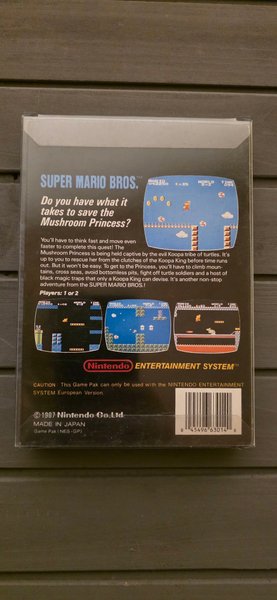 SUPER MARIO BROS.
Do you have what it
takes to save the
Mushroom Princess?
You'll have to think fast and move even
faster to complete this quest! The
Mushroom Princess is being held captive by the evil Koopa tribe of turtles. It's
up to you to rescue her from the clutches of the Koopa King before time runs
out. But it won't be easy. To get to the Princess, you'll have to climb moun-
tains, cross seas, avoid bottomless pits, fight off turtle soldiers and a host of
black magic traps that only a Koopa King can devise. It's another non-stop
adventure from the SUPER MARIO BROS.!
Players: 1 or 2
Nintendo ENTERTAINMENT SYSTEM™
CAUTION This Game Pak can only be used with the NINTENDO ENTERTAINMENT
SYSTEM European Version.
©1987 Nintendo Co.,Ltd.
MADE IN JAPAN
Game Pak (NES-GP)
45496 63014